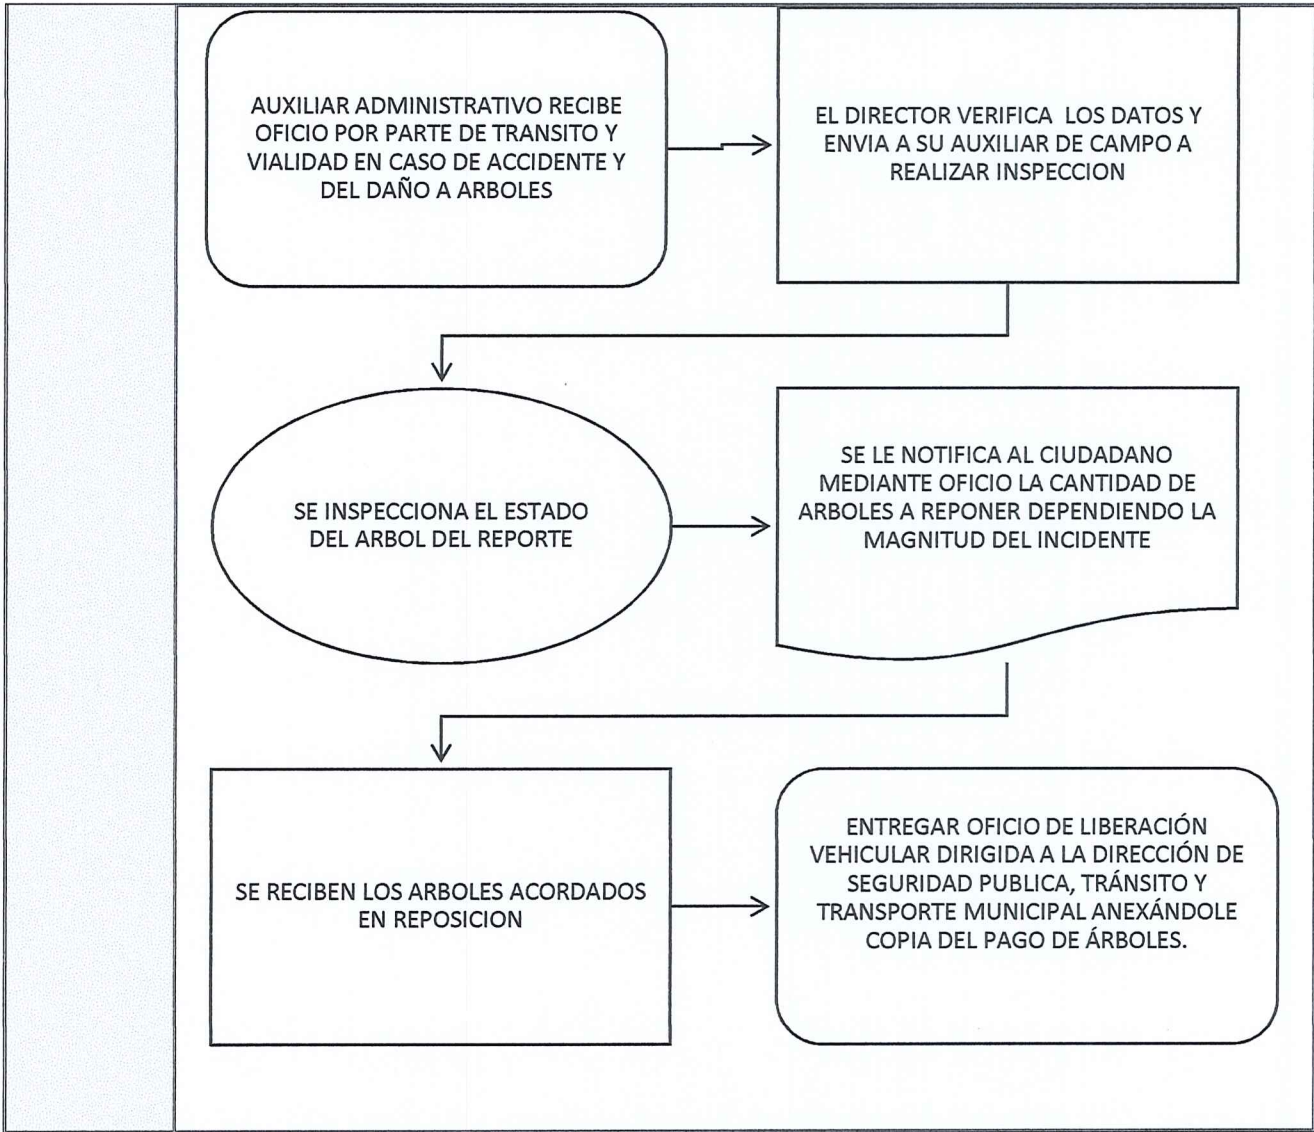 AUXILIAR ADMINISTRATIVO RECIBE
OFICIO POR PARTE DE TRANSITO Y
VIALIDAD EN CASO DE ACCIDENTE Y
DEL DAÑO A ARBOLES
EL DIRECTOR VERIFICA LOS DATOS Y
ENVIA A SU AUXILIAR DE CAMPO A
REALIZAR INSPECCION
SE INSPECCIONA EL ESTADO
DEL ARBOL DEL REPORTE
SE LE NOTIFICA AL CIUDADANO
MEDIANTE OFICIO LA CANTIDAD DE
ARBOLES A REPONER DEPENDIENDO LA
MAGNITUD DEL INCIDENTE
SE RECIBEN LOS ARBOLES ACORDADOS
EN REPOSICION
ENTREGAR OFICIO DE LIBERACIÓN
VEHICULAR DIRIGIDA A LA DIRECCIÓN DE
SEGURIDAD PUBLICA, TRÁNSITO Y
TRANSPORTE MUNICIPAL ANEXÁNDOLE
COPIA DEL PAGO DE ÁRBOLES.